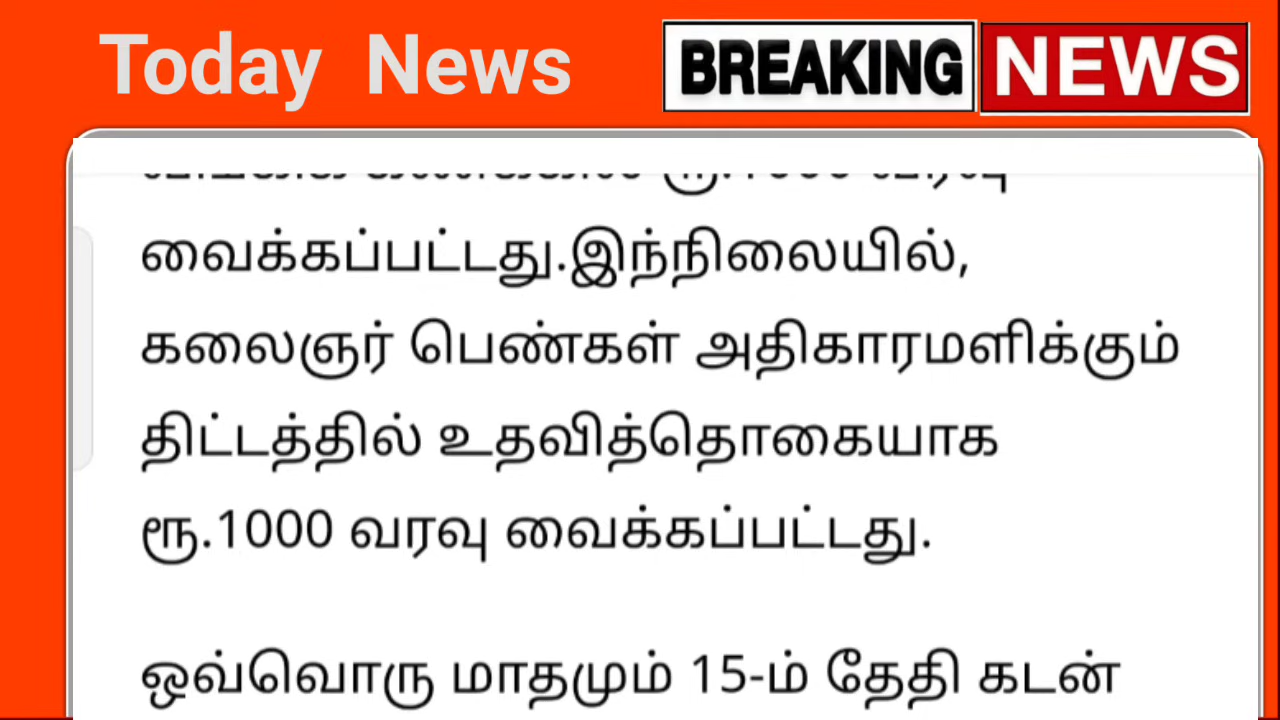 Today News
BREAKING NEWS
வைக்கப்பட்டது.இந்நிலையில்,
கலைஞர் பெண்கள் அதிகாரமளிக்கும்
திட்டத்தில் உதவித்தொகையாக
ரூ.1000 வரவு வைக்கப்பட்டது.
ஒவ்வொரு மாதமும் 15-ம் தேதி கடன்